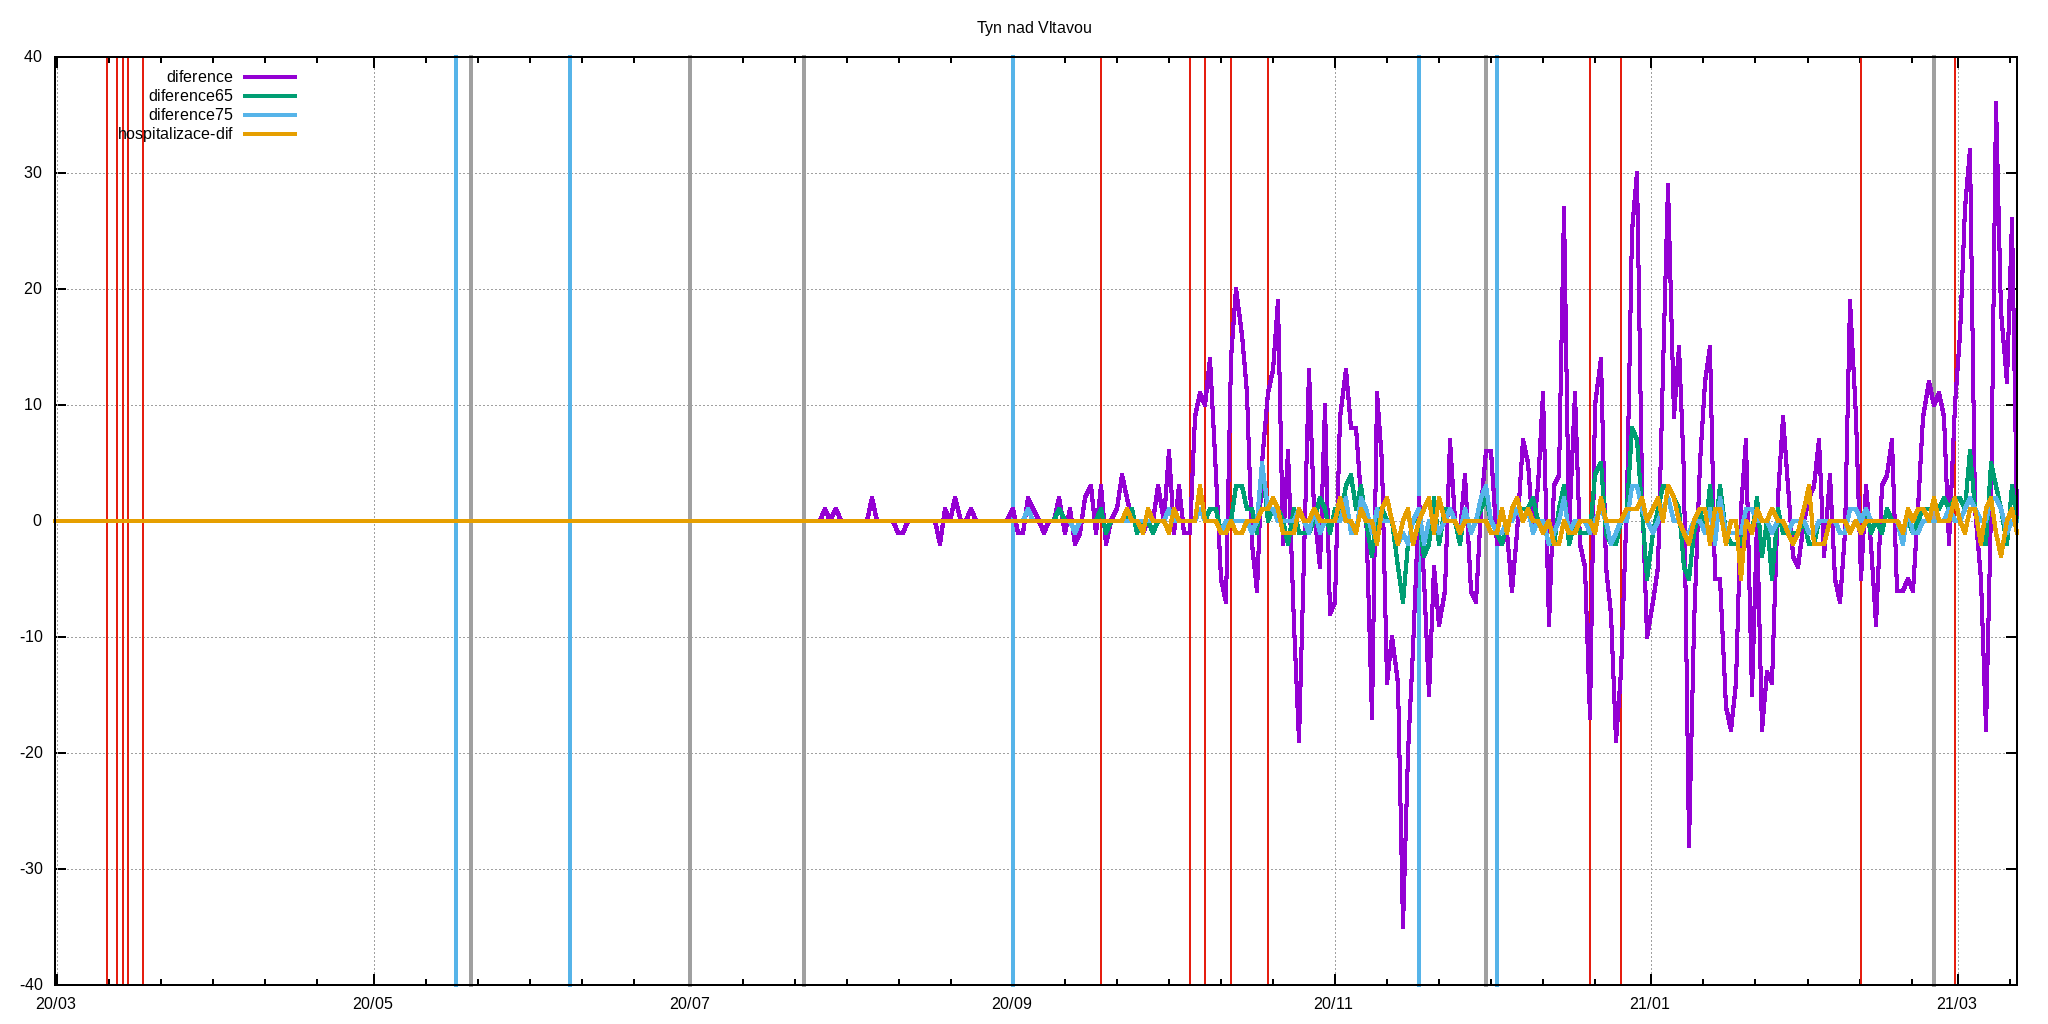 Tyn nad Vltavou
diference
diference65
diference75
hospitalizace-dif
40
30
20
10
0
-10
-20
-30
-40
20/03 20/05 20/07 20/09 20/11 21/01 21/03